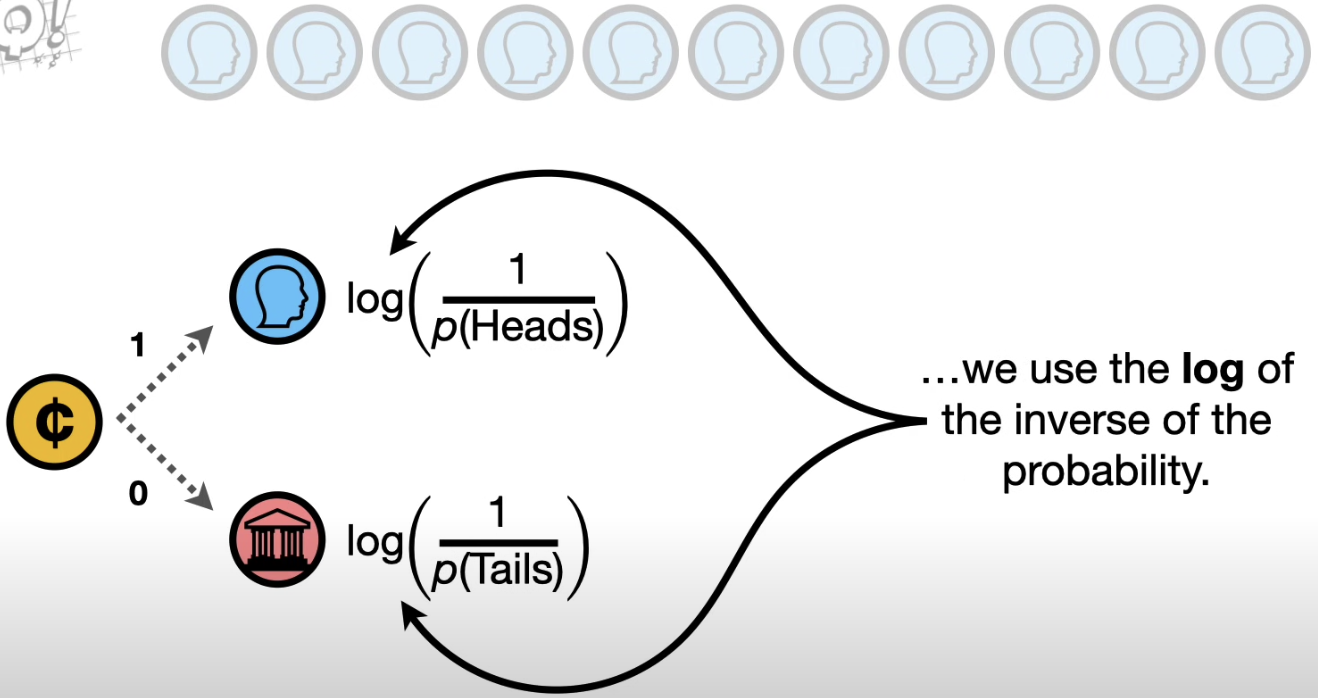 Q!
1
0
¢
log(1/p(Heads))
log(1/p(Tails))
...we use the log of
the inverse of the
probability.